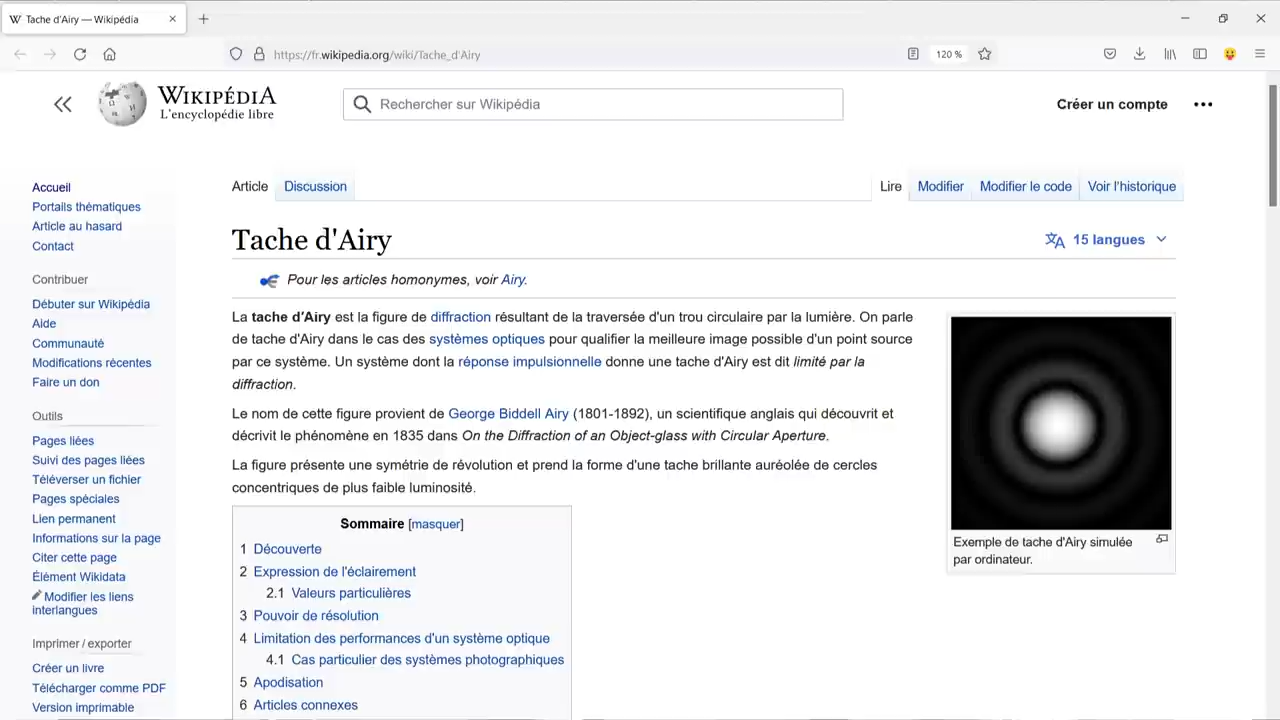 Tache d'Airy — Wikipédia
https://fr.wikipedia.org/wiki/Tache_d'Airy
120 %
WIKIPÉDIA
L'encyclopédie libre
Rechercher sur Wikipédia
Créer un compte
Accueil
Portails thématiques
Article au hasard
Contact
Contribuer
Débuter sur Wikipédia
Aide
Communauté
Modifications récentes
Faire un don
Outils
Pages liées
Suivi des pages liées
Téléverser un fichier
Pages spéciales
Lien permanent
Informations sur la page
Citer cette page
Élément Wikidata
Modifier les liens
interlangues
Imprimer / exporter
Créer un livre
Télécharger comme PDF
Version imprimable
Article Discussion
Lire Modifier Modifier le code Voir l'historique
Tache d'Airy
15 langues
Pour les articles homonymes, voir Airy.
La tache d'Airy est la figure de diffraction résultant de la traversée d'un trou circulaire par la lumière. On parle
de tache d'Airy dans le cas des systèmes optiques pour qualifier la meilleure image possible d'un point source
par ce système. Un système dont la réponse impulsionnelle donne une tache d'Airy est dit limité par la
diffraction.
Le nom de cette figure provient de George Biddell Airy (1801-1892), un scientifique anglais qui découvrit et
décrivit le phénomène en 1835 dans On the Diffraction of an Object-glass with Circular Aperture.
La figure présente une symétrie de révolution et prend la forme d'une tache brillante auréolée de cercles
concentriques de plus faible luminosité.
Exemple de tache d'Airy simulée
par ordinateur.
Sommaire [masquer]
1 Découverte
2 Expression de l'éclairement
2.1 Valeurs particulières
3 Pouvoir de résolution
4 Limitation des performances d'un système optique
4.1 Cas particulier des systèmes photographiques
5 Apodisation
6 Articles connexes